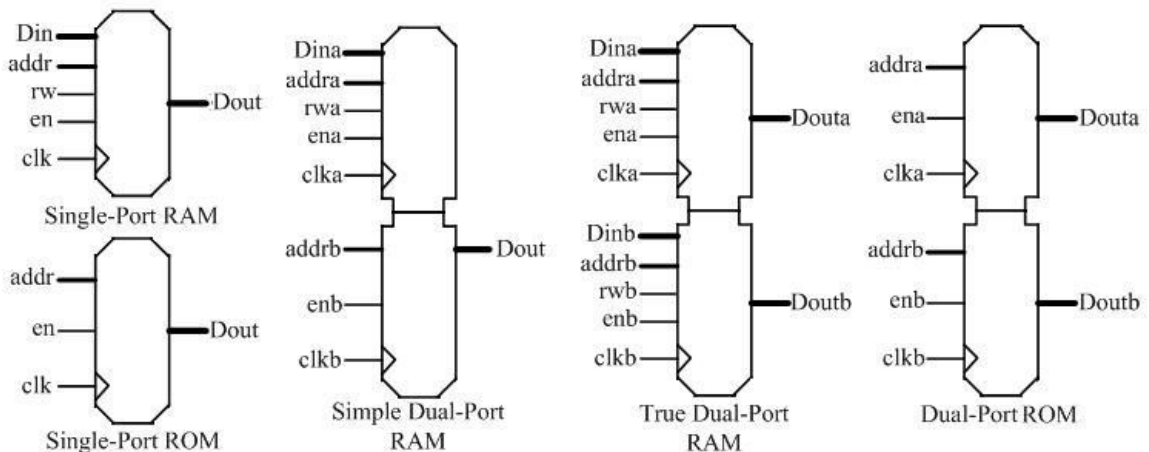 Din
addr
rw
en
clk
Dout
Single-Port RAM
addr
en
clk
Dout
Single-Port ROM
Dina
addra
rwa
ena
clka
addrb
enb
clkb
Dout
Simple Dual-Port
RAM
Dina
addra
rwa
ena
clka
Douta
Dinb
addrb
rwb
enb
clkb
Doutb
True Dual-Port
RAM
addra
ena
clka
Douta
addrb
enb
clkb
Doutb
Dual-Port ROM